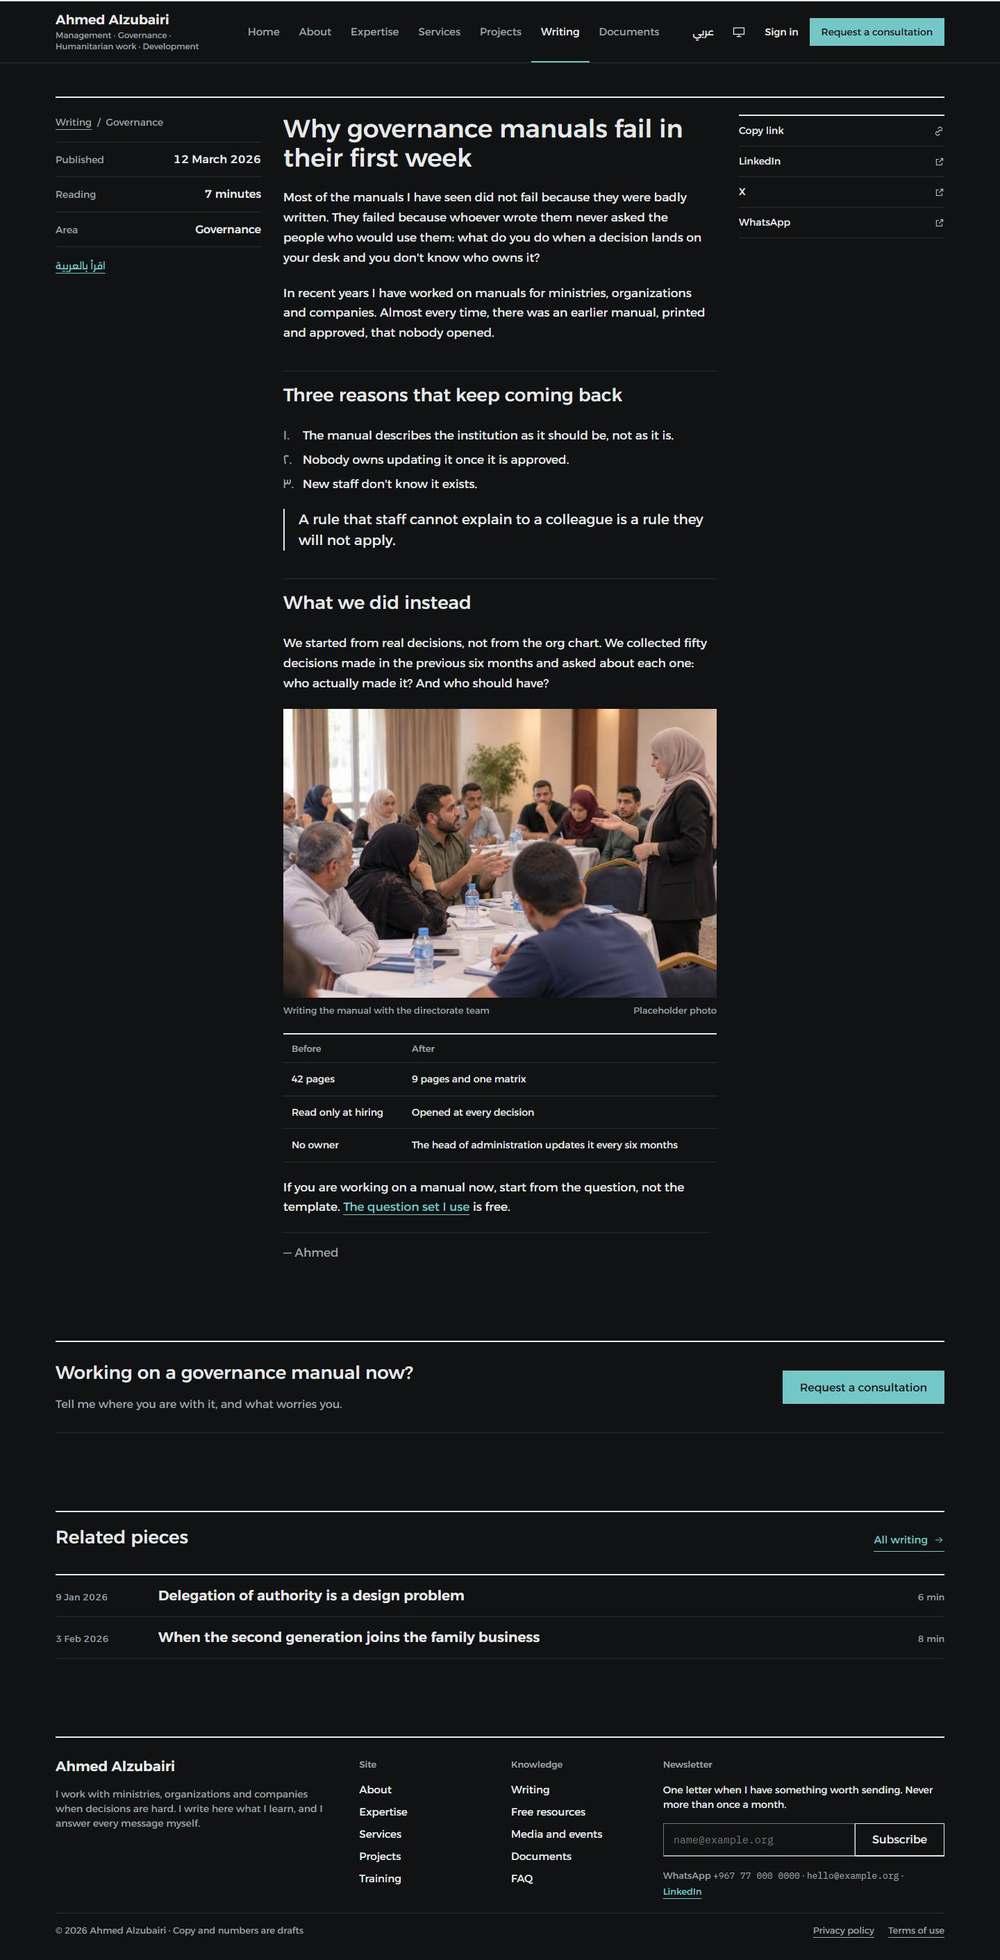 Ahmed Alzubairi
Management · Governance ·
Humanitarian work · Development
Home
About
Expertise
Services
Projects
Writing
Documents
عربي
Sign in
Request a consultation
Writing / Governance
Published 12 March 2026
Reading 7 minutes
Area Governance
اقرأ بالعربية
Why governance manuals fail in
their first week
Most of the manuals I have seen did not fail because they were badly
written. They failed because whoever wrote them never asked the
people who would use them: what do you do when a decision lands on
your desk and you don't know who owns it?
In recent years I have worked on manuals for ministries, organizations
and companies. Almost every time, there was an earlier manual, printed
and approved, that nobody opened.
Three reasons that keep coming back
١. The manual describes the institution as it should be, not as it is.
٢. Nobody owns updating it once it is approved.
٣. New staff don't know it exists.
A rule that staff cannot explain to a colleague is a rule they
will not apply.
What we did instead
We started from real decisions, not from the org chart. We collected fifty
decisions made in the previous six months and asked about each one:
who actually made it? And who should have?
Writing the manual with the directorate team
Placeholder photo
Before After
42 pages 9 pages and one matrix
Read only at hiring Opened at every decision
No owner The head of administration updates it every six months
If you are working on a manual now, start from the question, not the
template. The question set I use is free.
— Ahmed
Copy link
LinkedIn
X
WhatsApp
Working on a governance manual now?
Tell me where you are with it, and what worries you.
Request a consultation
Related pieces
All writing →
9 Jan 2026 Delegation of authority is a design problem 6 min
3 Feb 2026 When the second generation joins the family business 8 min
Ahmed Alzubairi
I work with ministries, organizations and companies
when decisions are hard. I write here what I learn, and I
answer every message myself.
Site
About
Expertise
Services
Projects
Training
Knowledge
Writing
Free resources
Media and events
Documents
FAQ
Newsletter
One letter when I have something worth sending. Never
more than once a month.
name@example.org
Subscribe
WhatsApp +967 77 000 0000 · hello@example.org ·
LinkedIn
© 2026 Ahmed Alzubairi · Copy and numbers are drafts
Privacy policy
Terms of use